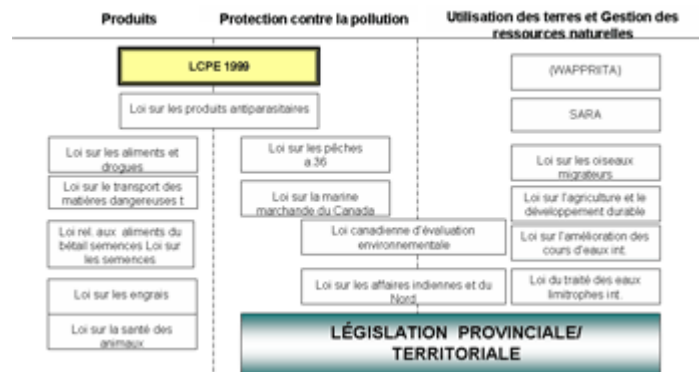 Produits
Protection contre la pollution
Utilisation des terres et Gestion des
ressources naturelles
LCPE 1999
(WAPPRIITA)
Loi sur les produits antiparasitaires
SARA
Loi sur les aliments et
drogues
Loi sur les pêches
a 36
Loi sur les oiseaux
migrateurs
Loi sur le transport des
matières dangereuses t
Loi sur la marine
marchande du Canada
Loi sur l'agriculture et le
développement durable
Loi rel. aux aliments du
bétail semences Loi sur
les semences
Loi canadienne d'évaluation
environnementale
Loi sur l'amélioration des
cours d'eaux int.
Loi sur les engrais
Loi sur les affaires indiennes et du
Nord
Loi du traité des eaux
limitrophes int.
Loi sur la santé des
animaux
LÉGISLATION PROVINCIALE/
TERRITORIALE